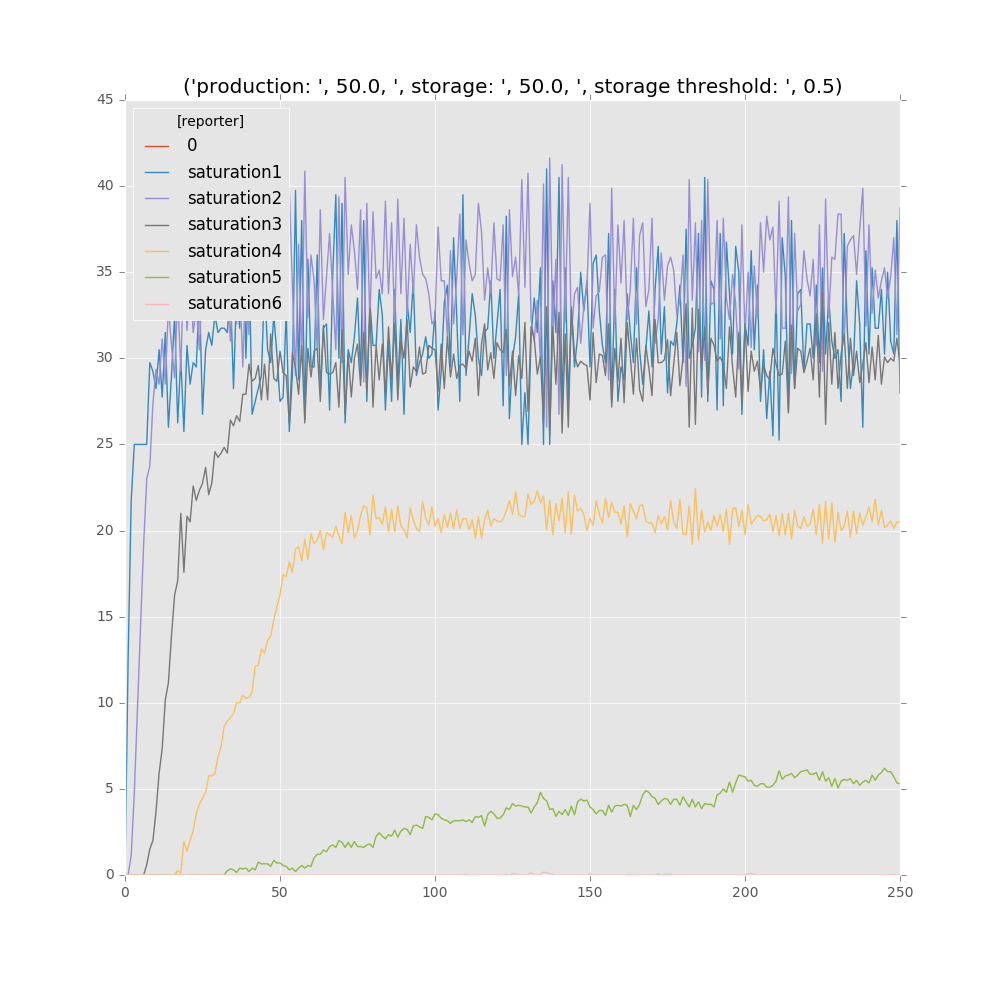 ('production: ', 50.0, ', storage: ', 50.0, ', storage threshold: ', 0.5)
45
40
35
30
25
20
15
10
5
0
[reporter]
0
saturation1
saturation2
saturation3
saturation4
saturation5
saturation6
0 50 100 150 200 250